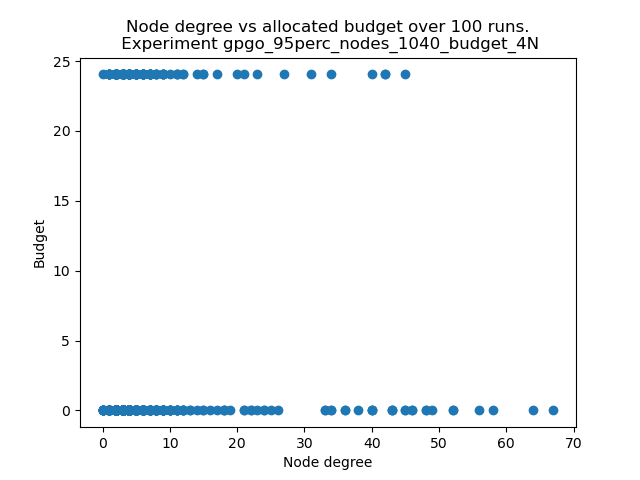 Node degree vs allocated budget over 100 runs.
Experiment gpgo_95perc_nodes_1040_budget_4N
25
20
15
10
5
0
Budget
0 10 20 30 40 50 60 70
Node degree